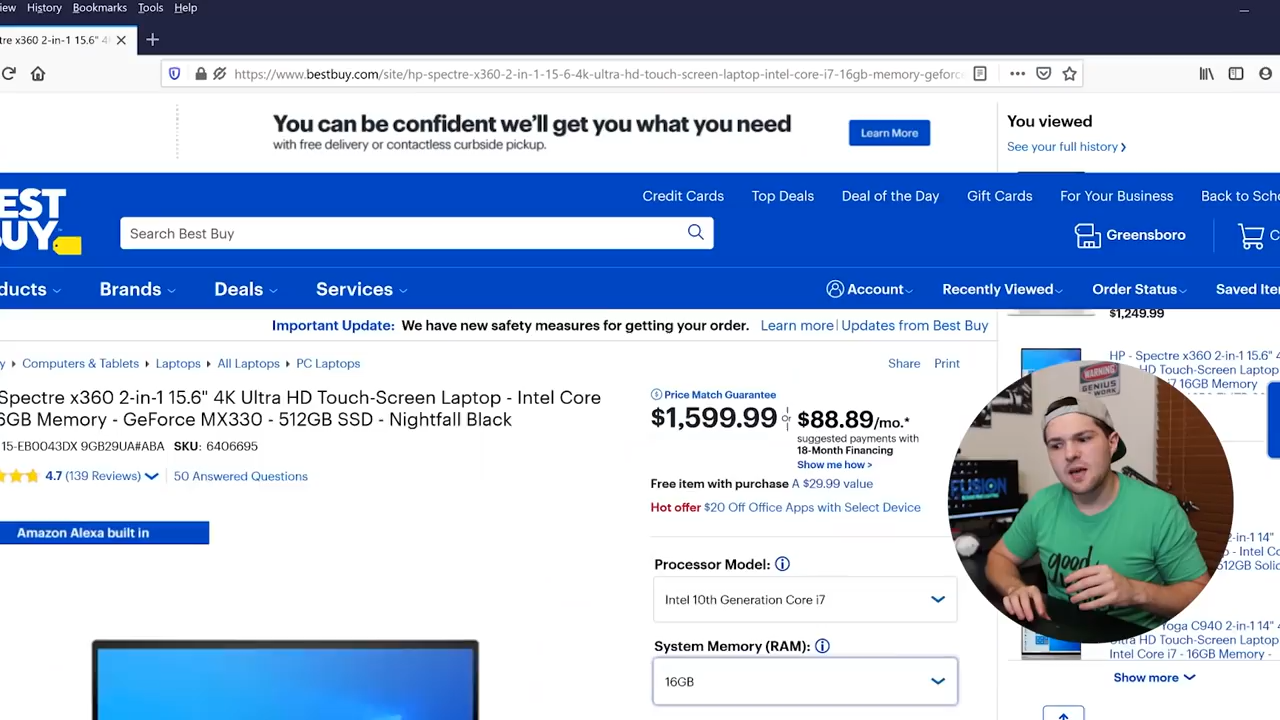 iew History Bookmarks Tools Help
re x360 2-in-1 15.6" 4
https://www.bestbuy.com/site/hp-spectre-x360-2-in-1-15-6-4k-ultra-hd-touch-screen-laptop-intel-core-i7-16gb-memory-geforc
You can be confident we'll get you what you need
with free delivery or contactless curbside pickup.
Learn More
You viewed
See your full history
EST
UY
Credit Cards Top Deals Deal of the Day Gift Cards For Your Business Back to Scho
Search Best Buy
Greensboro
C
ducts Brands Deals Services
Account Recently Viewed Order Status Saved Ite
Important Update: We have new safety measures for getting your order. Learn more | Updates from Best Buy
$1,249.99
y Computers & Tablets Laptops All Laptops PC Laptops
Share Print
Spectre x360 2-in-1 15.6" 4K Ultra HD Touch-Screen Laptop - Intel Core
6GB Memory - GeForce MX330 - 512GB SSD - Nightfall Black
15-EB0043DX 9GB29UA#ABA SKU: 6406695
4.7 (139 Reviews) 50 Answered Questions
Amazon Alexa built in
Price Match Guarantee
$1,599.99 or $88.89/mo.*
suggested payments with
18-Month Financing
Show me how >
Free item with purchase A $29.99 value
Hot offer $20 Off Office Apps with Select Device
Processor Model:
Intel 10th Generation Core i7
System Memory (RAM):
16GB
HP - Spectre x360 2-in-1 15.6" 4
HD Touch-Screen Laptop
i7 16GB Memory
WARNING
GENIUS
WORK
FUSION
good
2-in-1 14"
- Intel Co
512GB Solid
Yoga C940 2-in-1 14" 4
ltra HD Touch-Screen Laptop
Intel Core i7 - 16GB Memory -
Show more